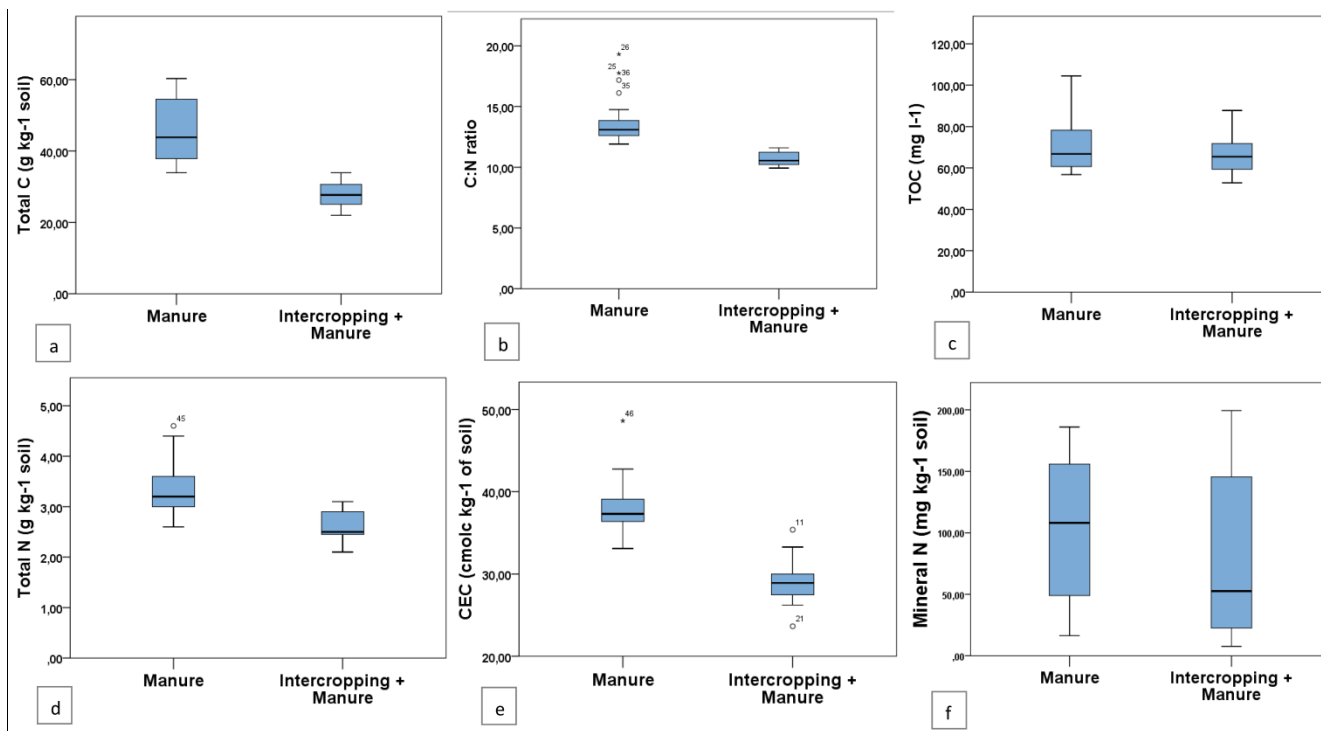 Total C (g kg-1 soil)
60,00
40,00
20,00
,00
Manure
Intercropping +
Manure
a
C:N ratio
20,00
15,00
10,00
5,00
,00
26
25
36
35
Manure
Intercropping +
Manure
b
TOC (mg l-1)
120,00
100,00
80,00
60,00
40,00
20,00
,00
Manure
Intercropping +
Manure
c
Total N (g kg-1 soil)
5,00
4,00
3,00
2,00
1,00
,00
45
Manure
Intercropping +
Manure
d
CEC (cmolc kg-1 of soil)
50,00
40,00
30,00
20,00
46
11
21
Manure
Intercropping +
Manure
e
Mineral N (mg kg-1 soil)
200,00
150,00
100,00
50,00
,00
Manure
Intercropping +
Manure
f